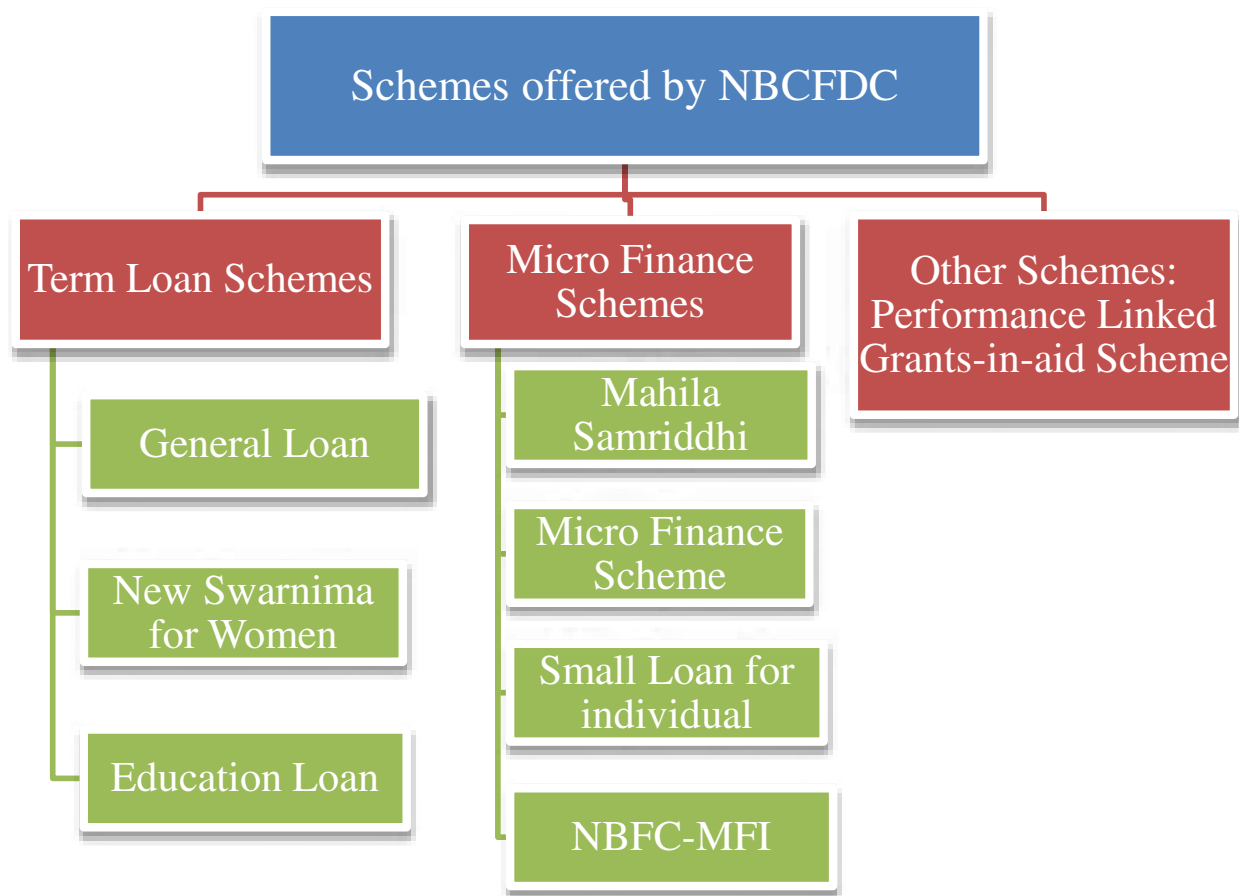 Schemes offered by NBCFDC
Term Loan Schemes
General Loan
New Swarnima
for Women
Education Loan
Micro Finance
Schemes
Mahila
Samriddhi
Micro Finance
Scheme
Small Loan for
individual
NBFC-MFI
Other Schemes:
Performance Linked
Grants-in-aid Scheme